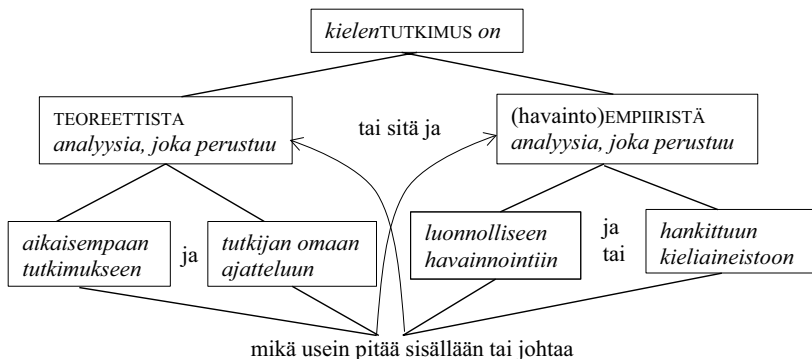 kielenTUTKIMUS on
TEOREETTISTA
analyysia, joka perustuu
tai sitä ja
(havainto)EMPIIRISTÄ
analyysia, joka perustuu
aikaisempaan
tutkimukseen
ja
tutkijan omaan
ajatteluun
luonnolliseen
havainnointiin
ja
tai
hankittuun
kieliaineistoon
mikä usein pitää sisällään tai johtaa